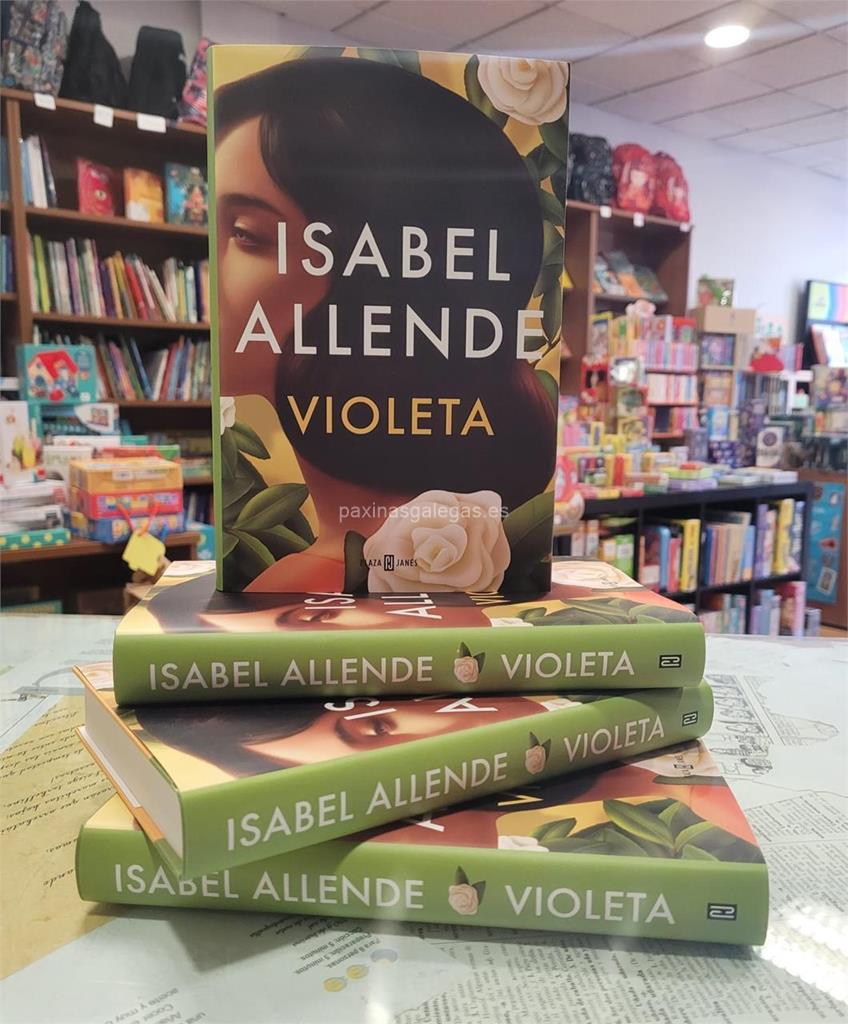 ISABEL
ALLENDE
VIOLETA
paxinasgalegas.es
PLAZA JANÉS
ISABEL ALLENDE VIOLETA
ISABEL ALLENDE VIOLETA
ISABEL ALLENDE VIOLETA